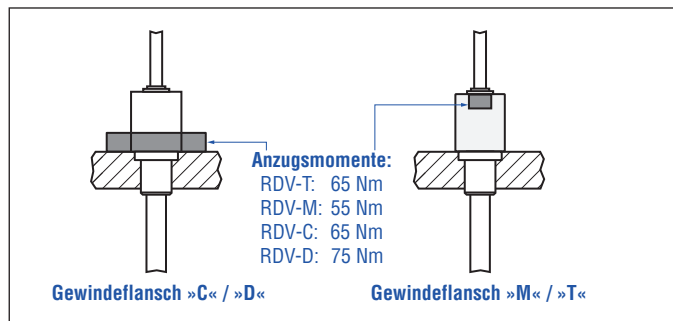 Anzugsmomente:
RDV-T: 65 Nm
RDV-M: 55 Nm
RDV-C: 65 Nm
RDV-D: 75 Nm
Gewindeflansch »C« / »D«
Gewindeflansch »M« / »T«